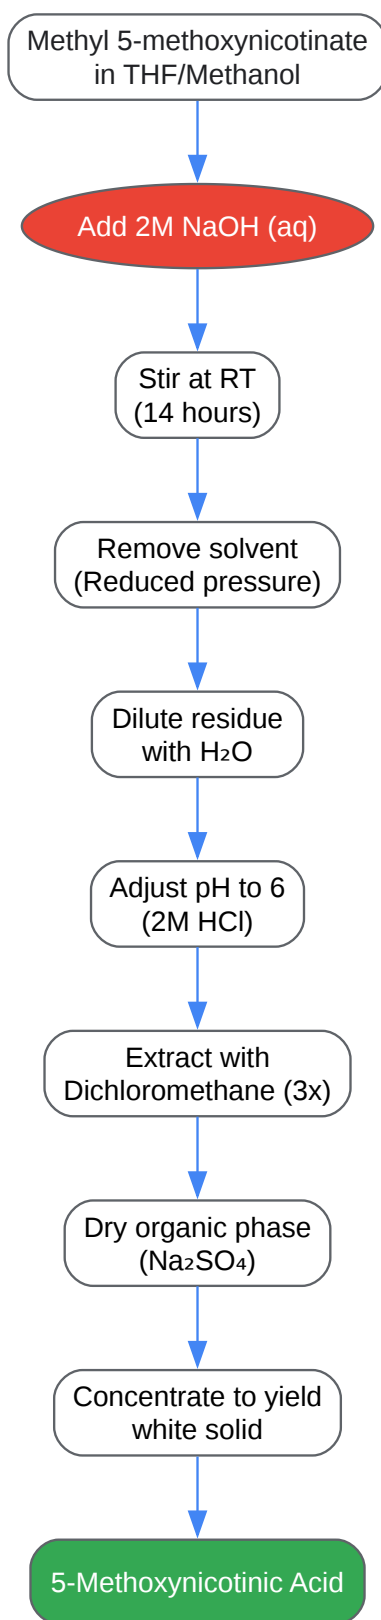 Methyl 5-methoxynicotinate
in THF/Methanol
Add 2M NaOH (aq)
Stir at RT
(14 hours)
Remove solvent
(Reduced pressure)
Dilute residue
with H₂O
Adjust pH to 6
(2M HCl)
Extract with
Dichloromethane (3x)
Dry organic phase
(Na₂SO₄)
Concentrate to yield
white solid
5-Methoxynicotinic Acid